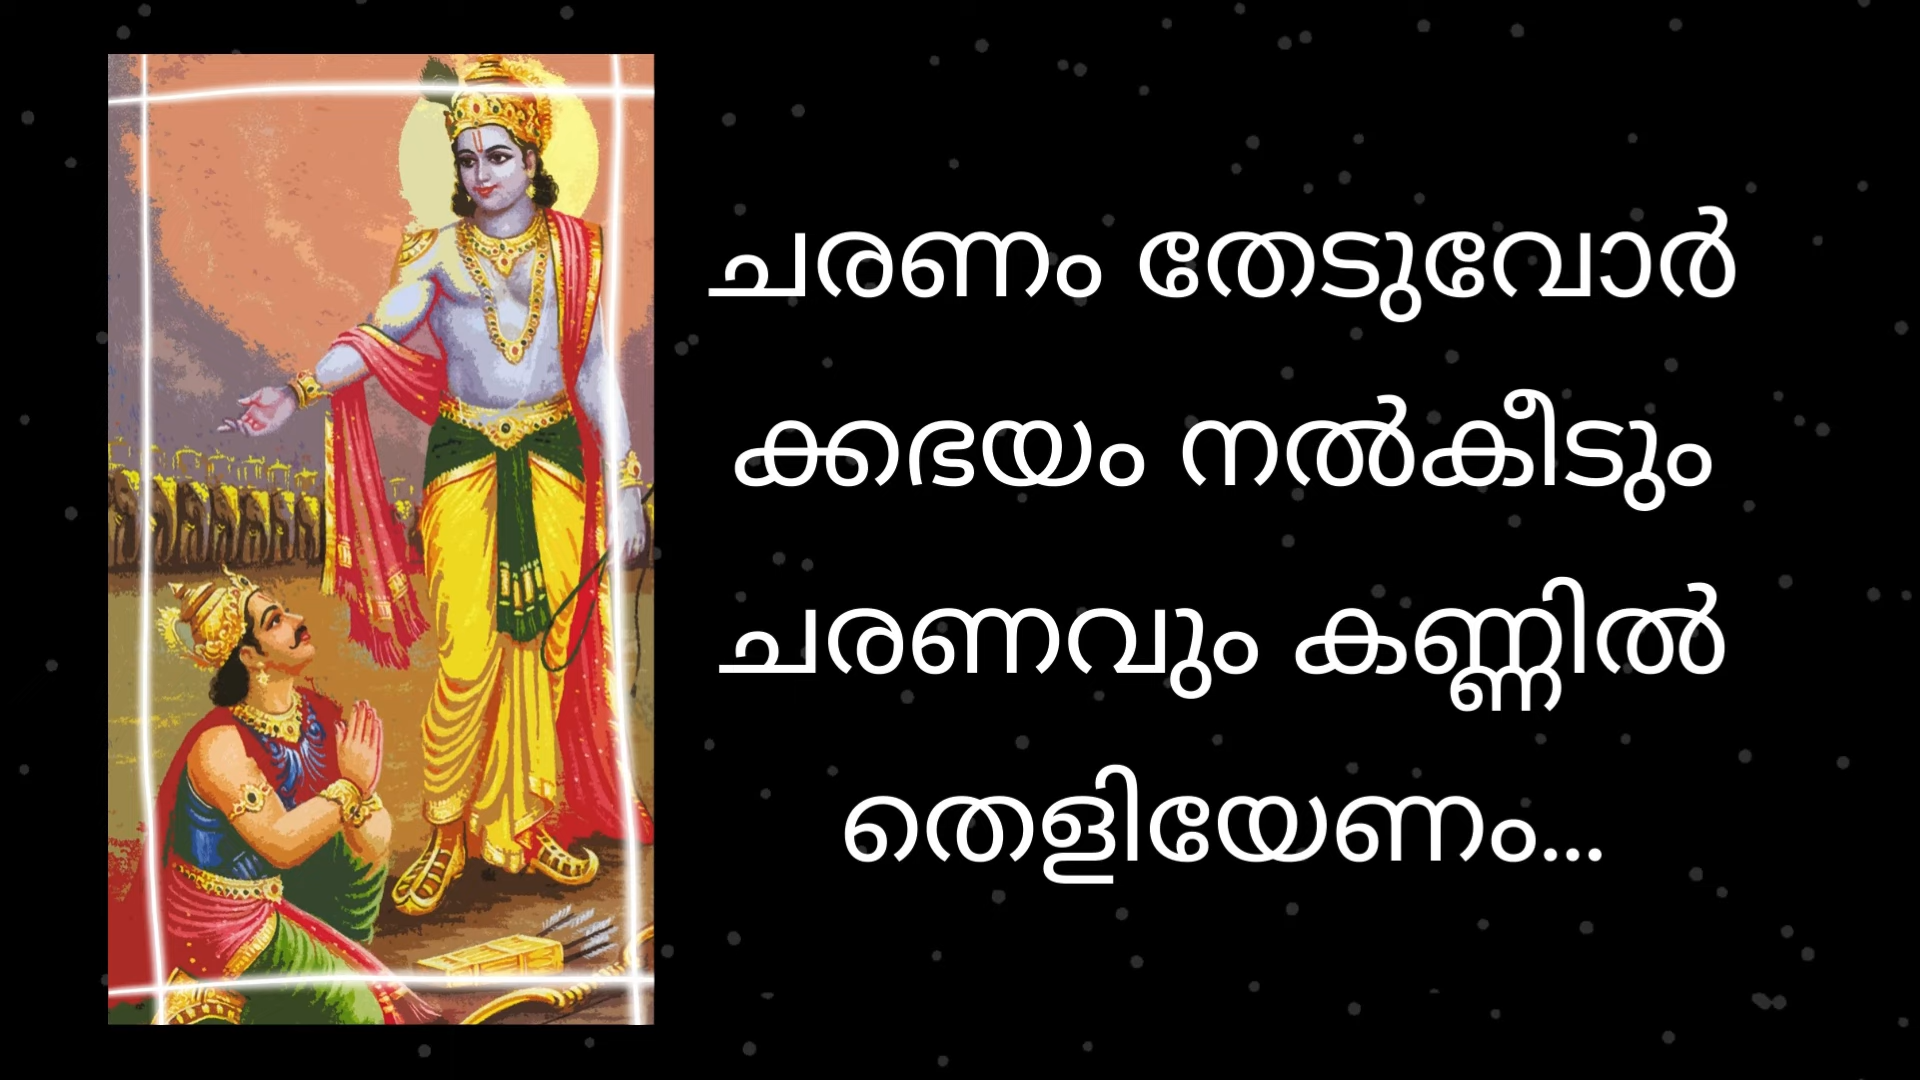 ചരണം തേടുവോർ
ക്കഭയം നൽകീടും
ചരണവും കണ്ണിൽ
തെളിയേണം...